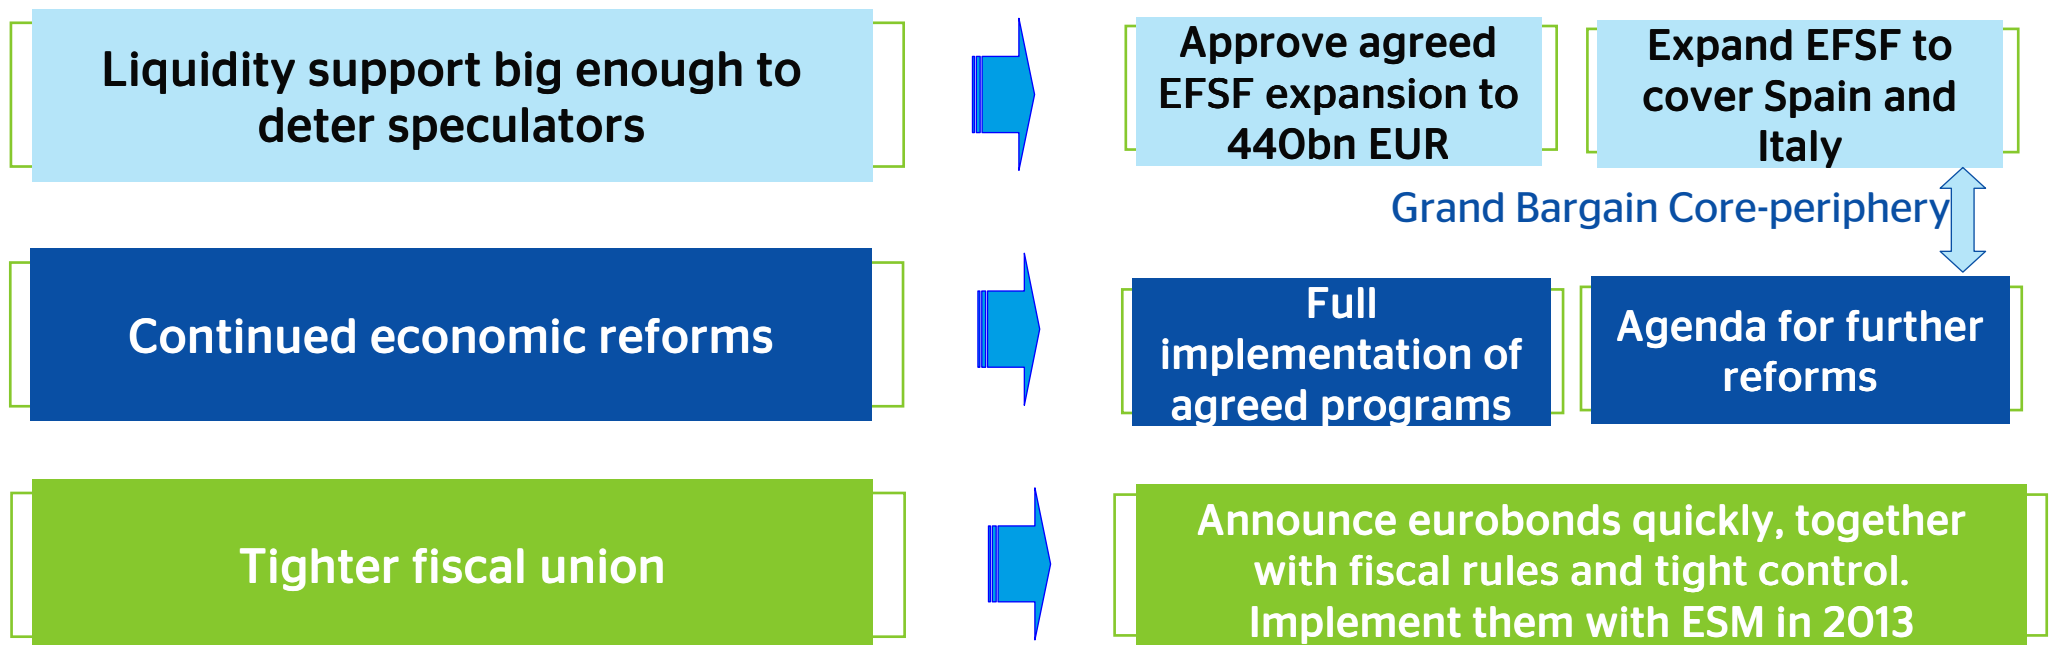 Liquidity support big enough to
deter speculators
Approve agreed
EFSF expansion to
440bn EUR
Expand EFSF to
cover Spain and
Italy
Grand Bargain Core-periphery
Continued economic reforms
Full
implementation of
agreed programs
Agenda for further
reforms
Tighter fiscal union
Announce eurobonds quickly, together
with fiscal rules and tight control.
Implement them with ESM in 2013